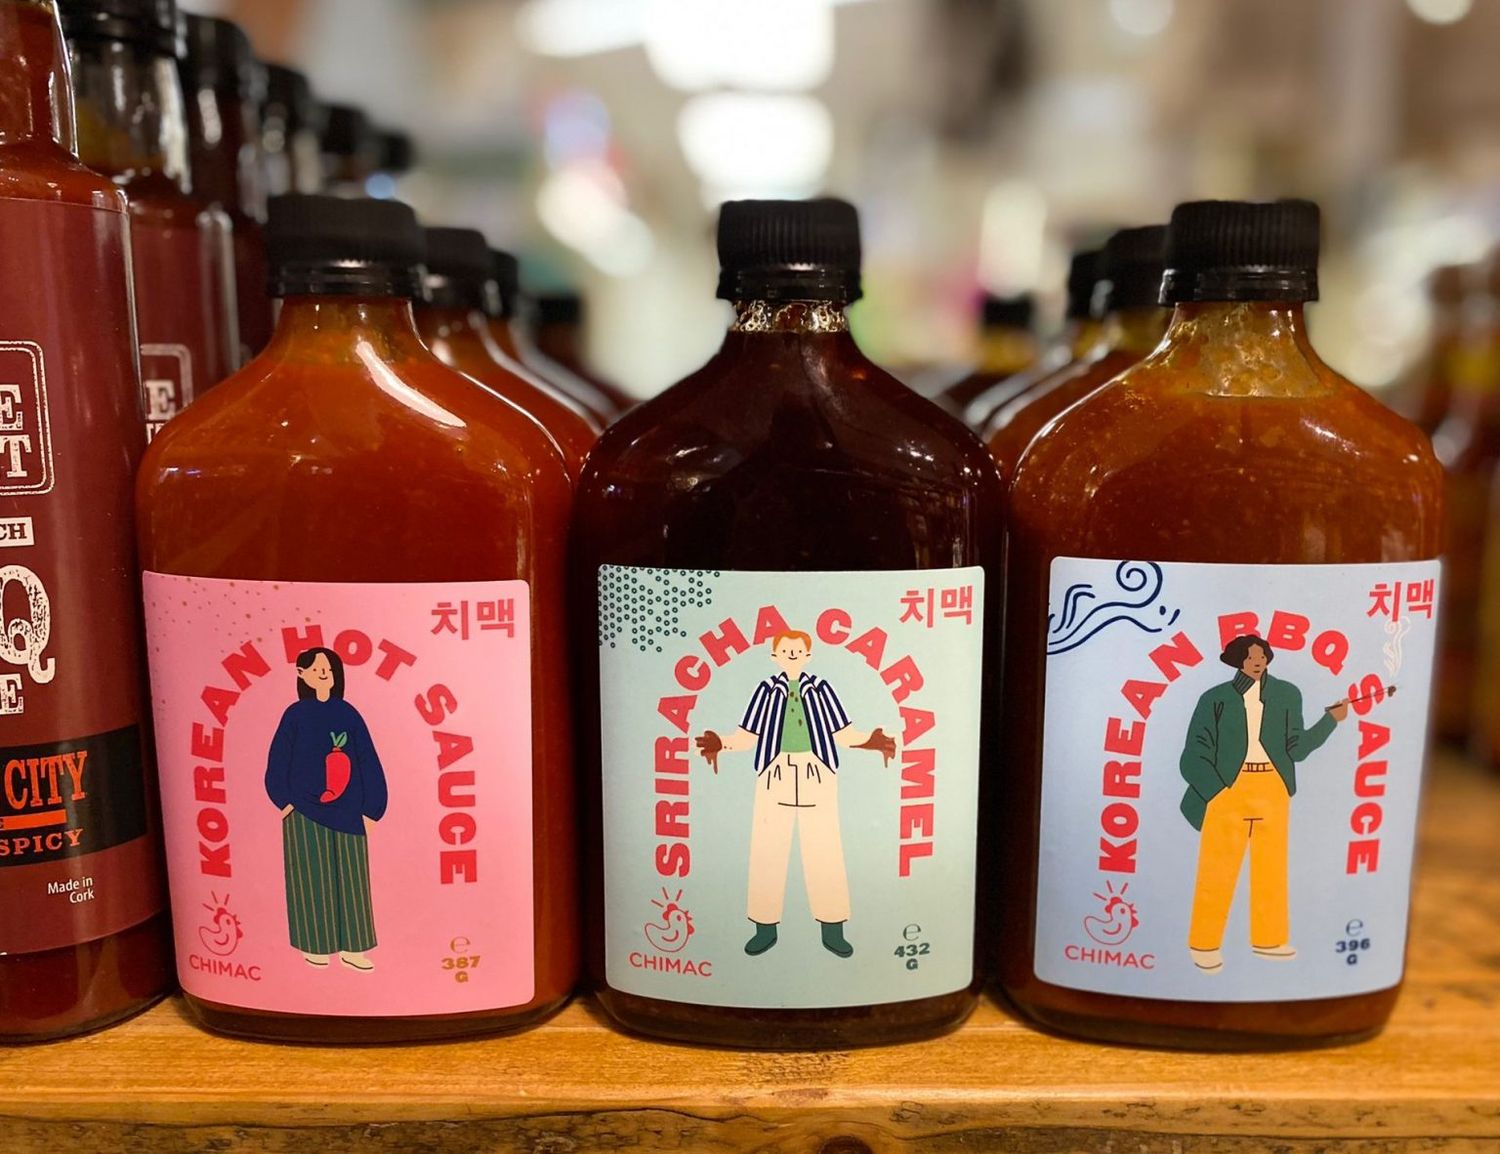 CH
Q
CITY
SPICY
Made in
Cork
치맥
KOREAN HOT SAUCE
CHIMAC
℮
387
G
치맥
SRIRACHA CARAMEL
CHIMAC
℮
432
G
치맥
KOREAN BBQ SAUCE
CHIMAC
℮
396
G